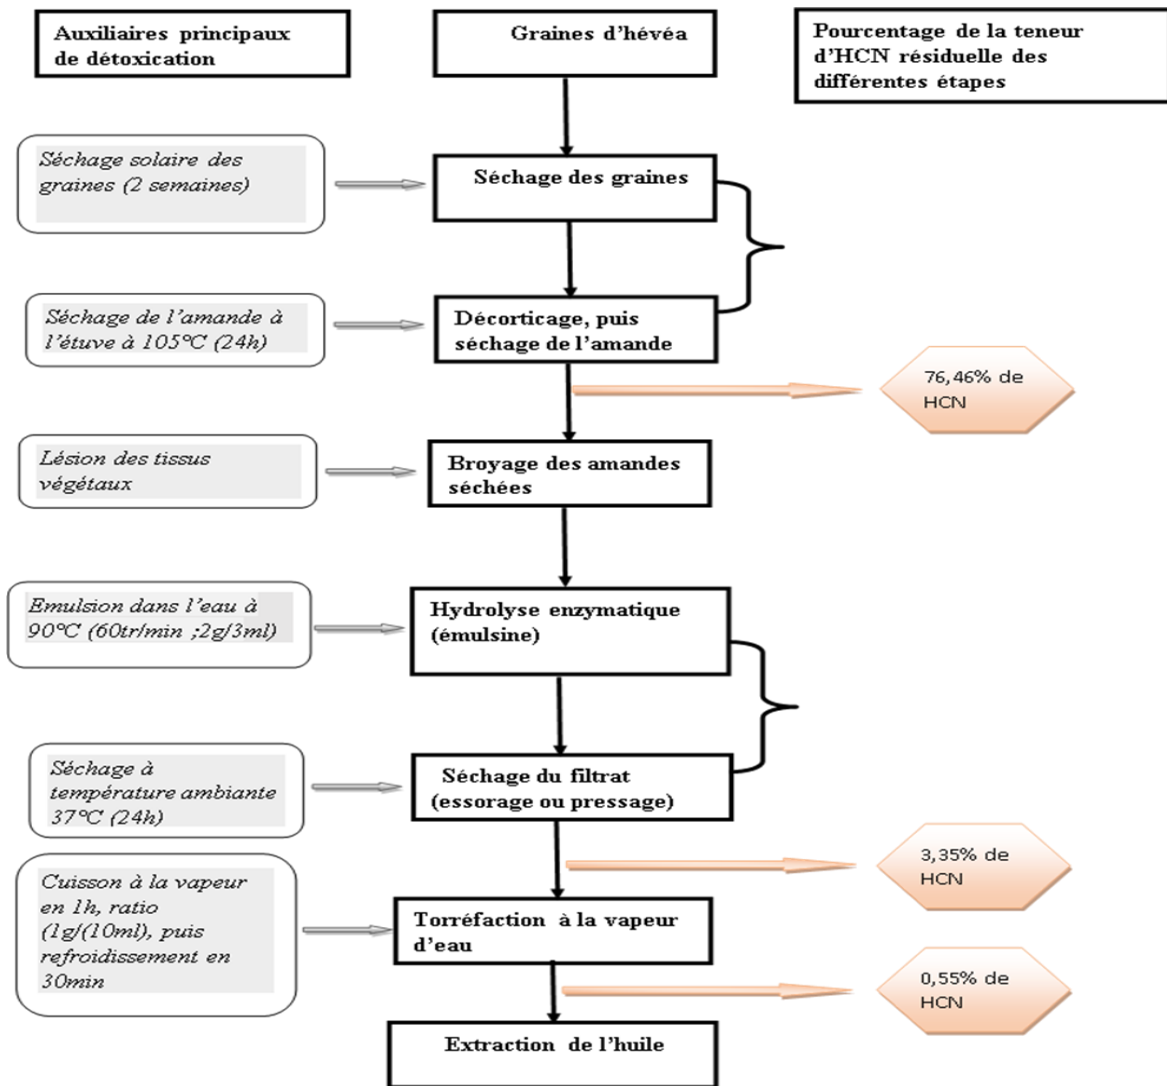 Auxiliaires principaux
de détoxication
Graines d'hévéa
Pourcentage de la teneur
d'HCN résiduelle des
différentes étapes
Séchage solaire des
graines (2 semaines)
Séchage des graines
Séchage de l'amande à
l'étuve à 105°C (24h)
Décorticage, puis
séchage de l'amande
76,46% de
HCN
Lésion des tissus
végétaux
Broyage des amandes
séchées
Emulsion dans l'eau à
90°C (60tr/min ;2g/3ml)
Hydrolyse enzymatique
(émulsine)
Séchage à
température ambiante
37°C (24h)
Séchage du filtrat
(essorage ou pressage)
3,35% de
HCN
Cuisson à la vapeur
en 1h, ratio
(1g/(10ml), puis
refroidissement en
30min
Torréfaction à la vapeur
d'eau
0,55% de
HCN
Extraction de l'huile